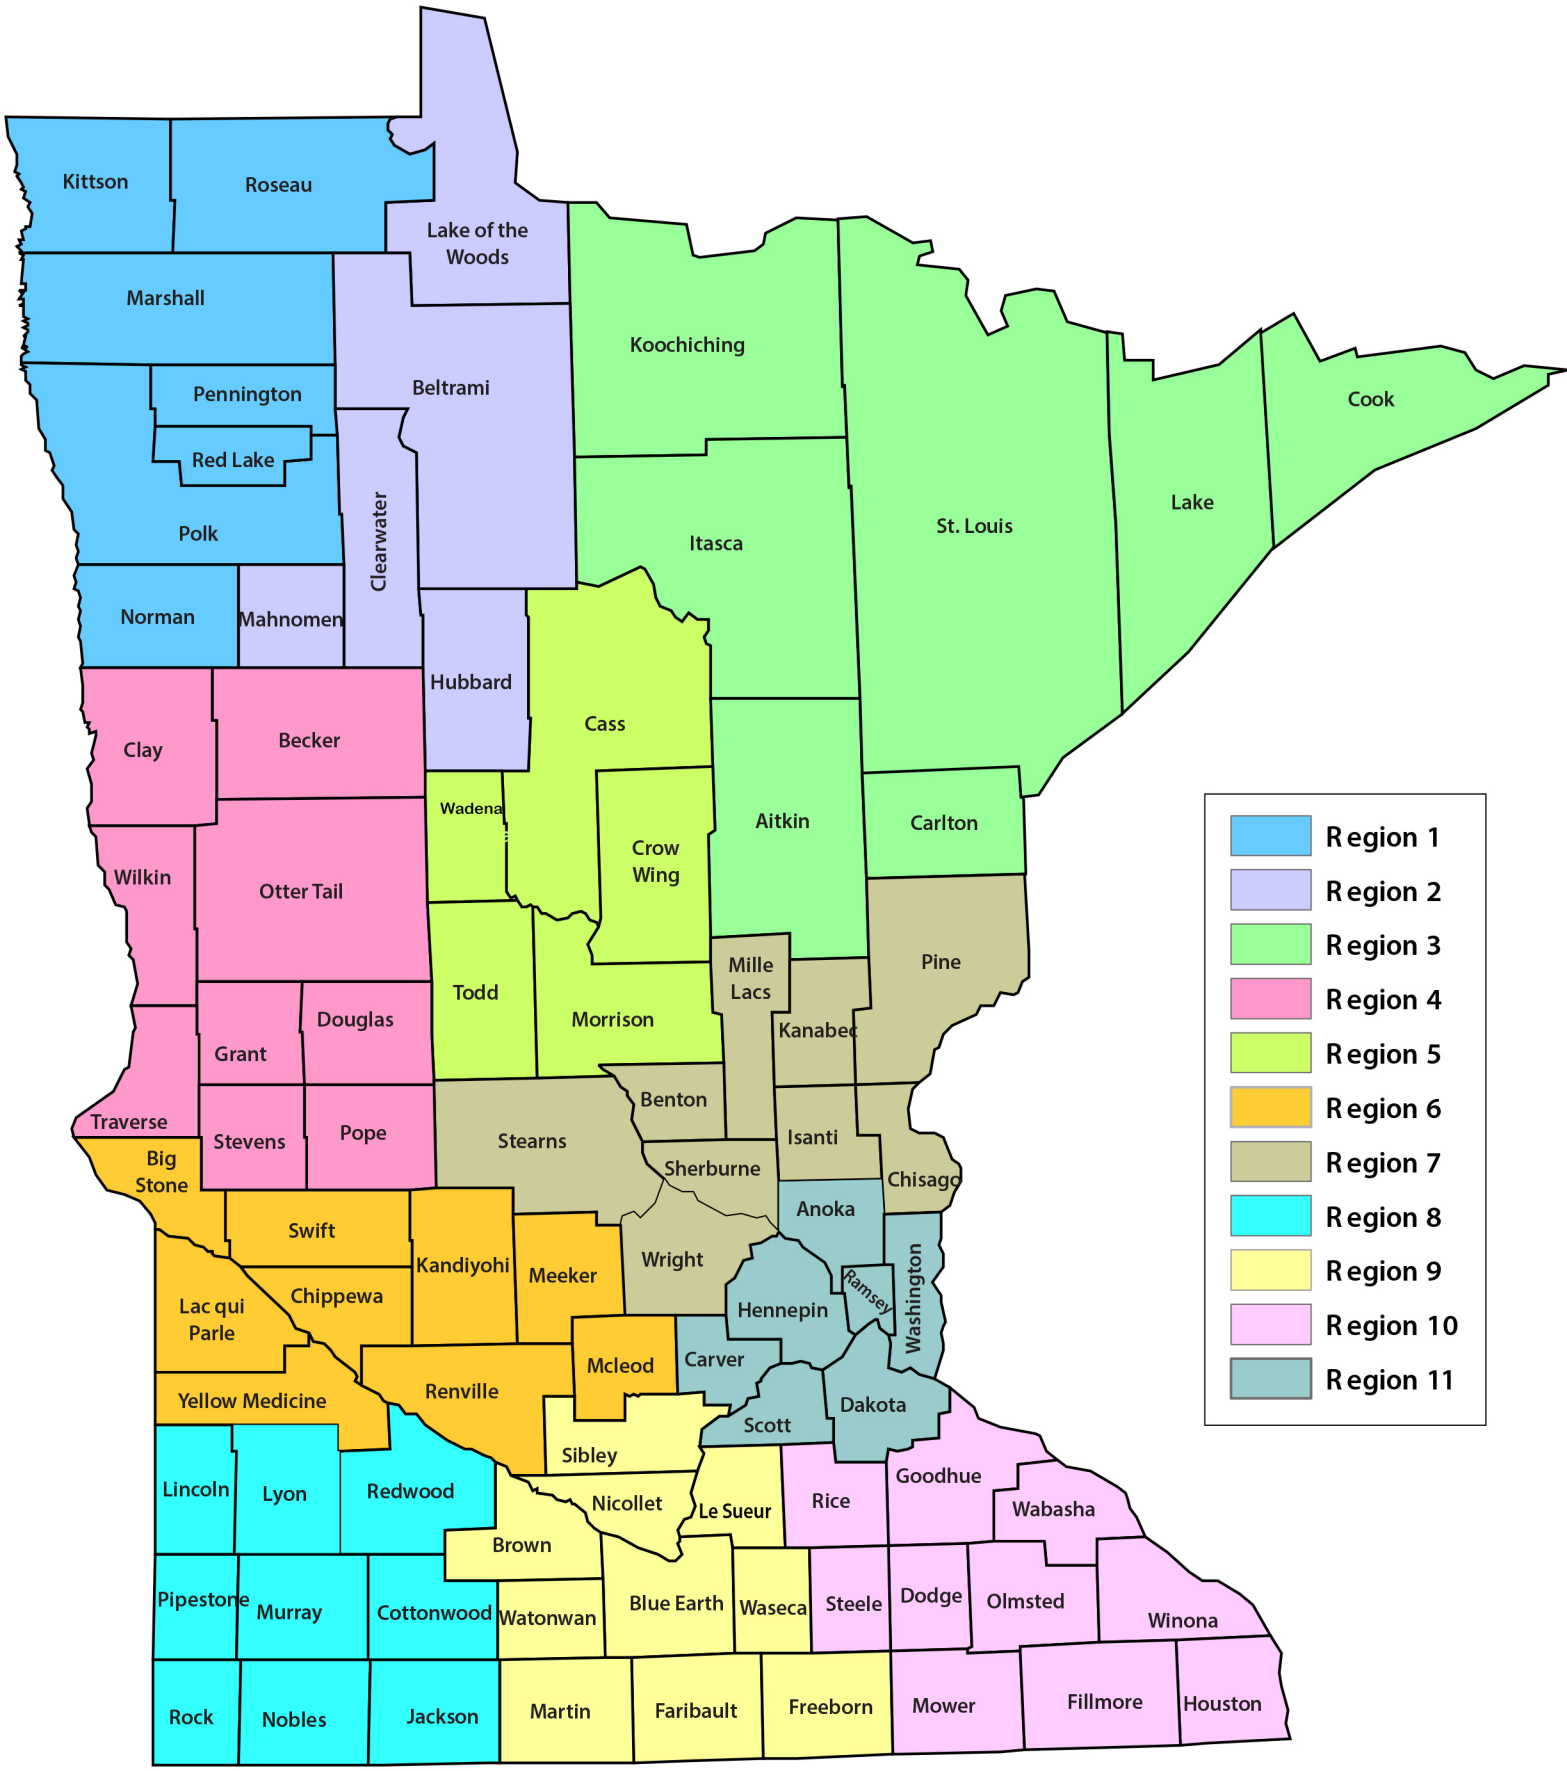 Kittson
Roseau
Lake of the
Woods
Marshall
Koochiching
Beltrami
Pennington
Cook
Red Lake
Lake
St. Louis
Polk
Clearwater
Itasca
Norman
Mahnomen
Hubbard
Cass
Clay
Becker
Wadena
Aitkin
Carlton
Crow
Wing
Wilkin
Otter Tail
Pine
Mille
Lacs
Todd
Morrison
Kanabec
Douglas
Grant
Benton
Traverse
Stevens
Pope
Stearns
Isanti
Big
Stone
Sherburne
Chisago
Anoka
Swift
Wright
Kandiyohi
Meeker
Washington
Ramsey
Chippewa
Lac qui
Parle
Hennepin
Carver
Mcleod
Renville
Yellow Medicine
Dakota
Scott
Sibley
Goodhue
Lincoln
Lyon
Redwood
Nicollet
Le Sueur
Rice
Wabasha
Brown
Pipestone
Murray
Cottonwood
Watonwan
Blue Earth
Waseca
Steele
Dodge
Olmsted
Winona
Rock
Nobles
Jackson
Martin
Faribault
Freeborn
Mower
Fillmore
Houston
Region 1
Region 2
Region 3
Region 4
Region 5
Region 6
Region 7
Region 8
Region 9
Region 10
Region 11